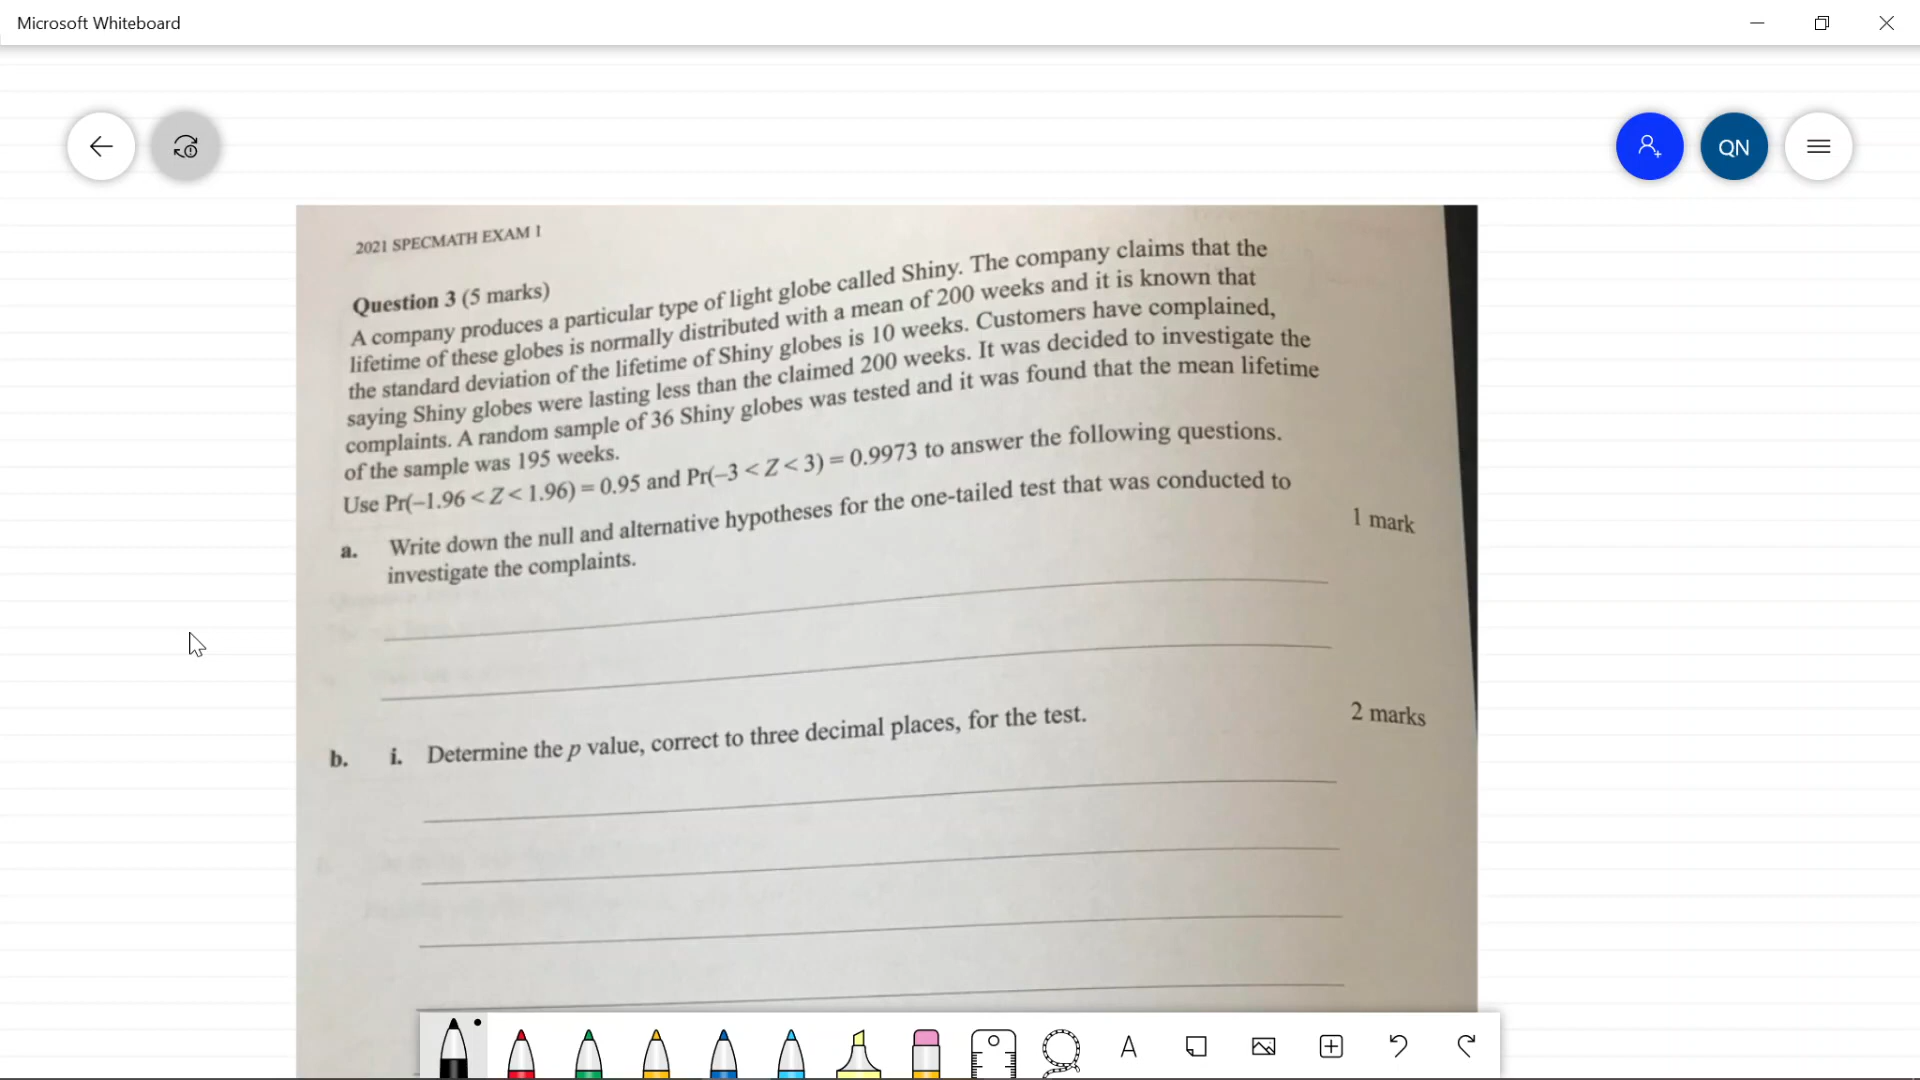 Microsoft Whiteboard
QN
2021 SPECMATH EXAM 1
Question 3 (5 marks)
A company produces a particular type of light globe called Shiny. The company claims that the
lifetime of these globes is normally distributed with a mean of 200 weeks and it is known that
the standard deviation of the lifetime of Shiny globes is 10 weeks. Customers have complained,
saying Shiny globes were lasting less than the claimed 200 weeks. It was decided to investigate the
complaints. A random sample of 36 Shiny globes was tested and it was found that the mean lifetime
of the sample was 195 weeks.
Use Pr(–1.96 < Z < 1.96) = 0.95 and Pr(–3 < Z < 3) = 0.9973 to answer the following questions.
a. Write down the null and alternative hypotheses for the one-tailed test that was conducted to
investigate the complaints.
1 mark
b. i. Determine the p value, correct to three decimal places, for the test.
2 marks
A